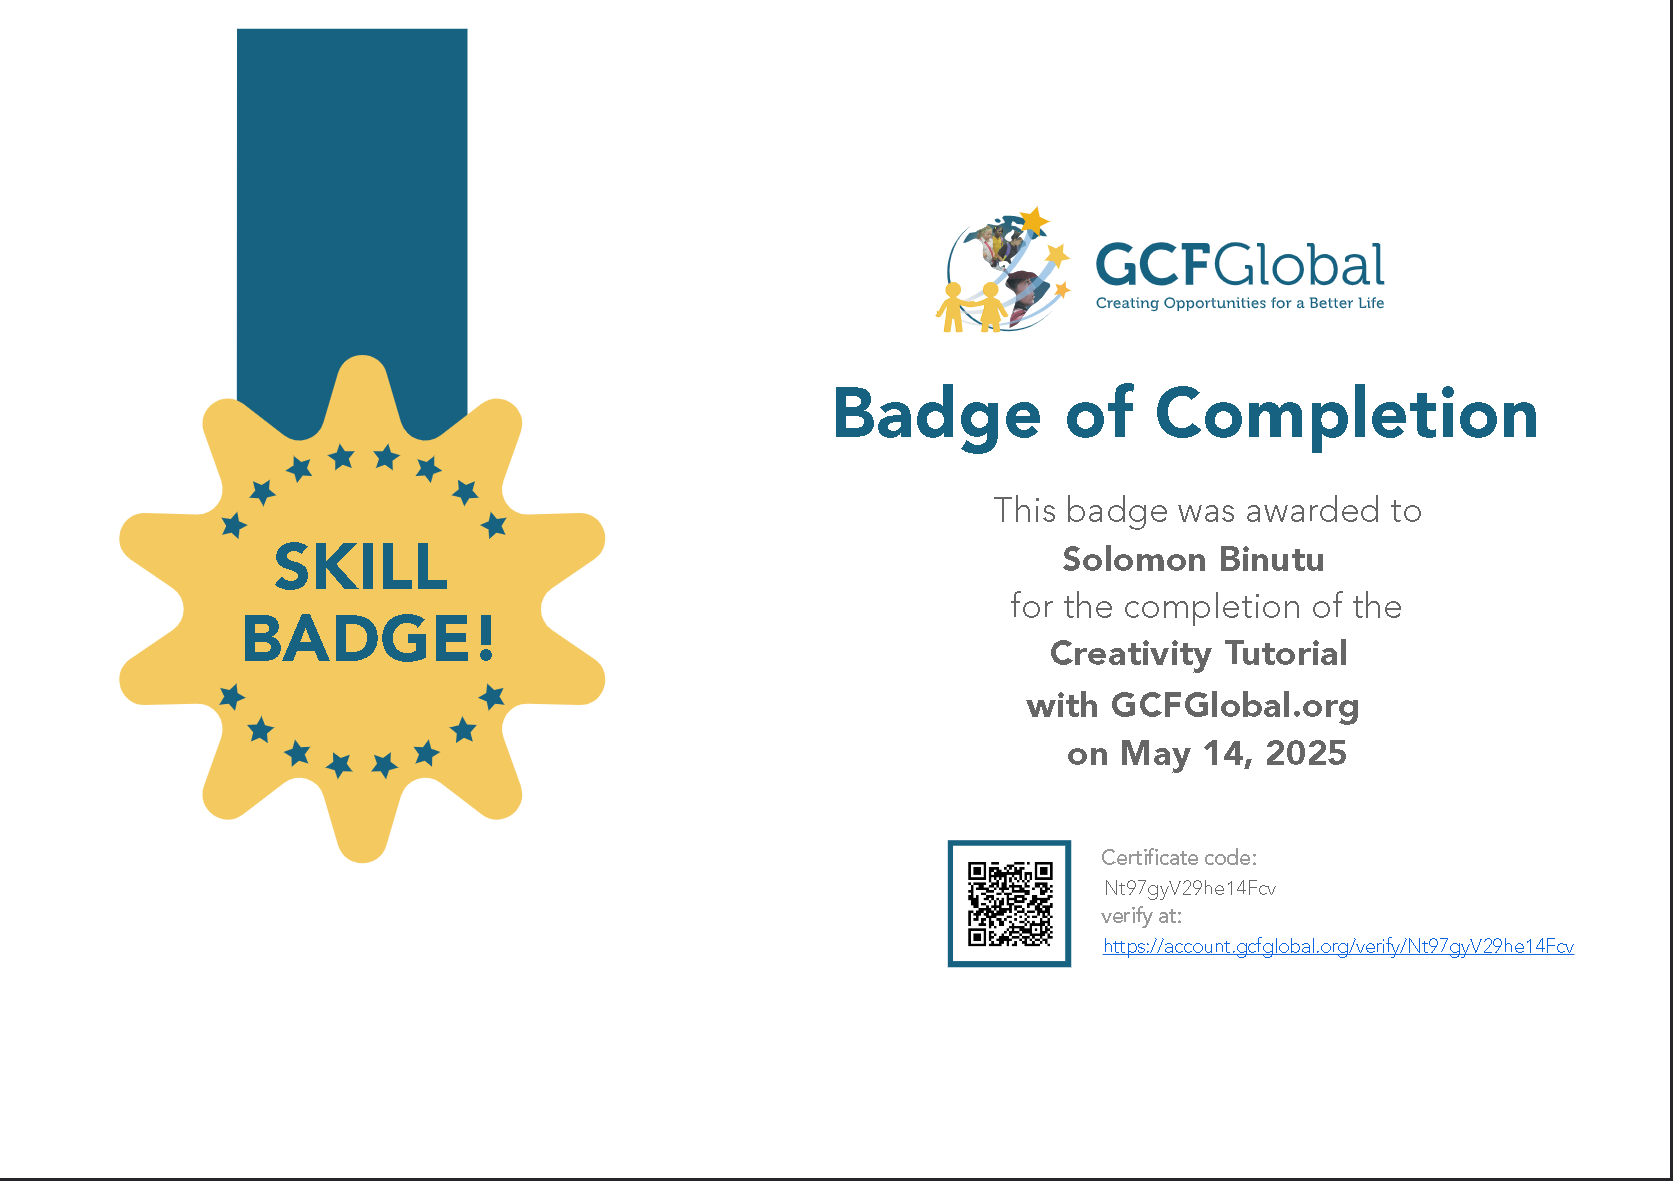 SKILL
BADGE!
GCFGlobal
Creating Opportunities for a Better Life
Badge of Completion
This badge was awarded to
Solomon Binutu
for the completion of the
Creativity Tutorial
with GCFGlobal.org
on May 14, 2025
Certificate code:
Nt97gyV29he14Fcv
verify at:
https://account.gcfglobal.org/verify/Nt97gyV29he14Fcv